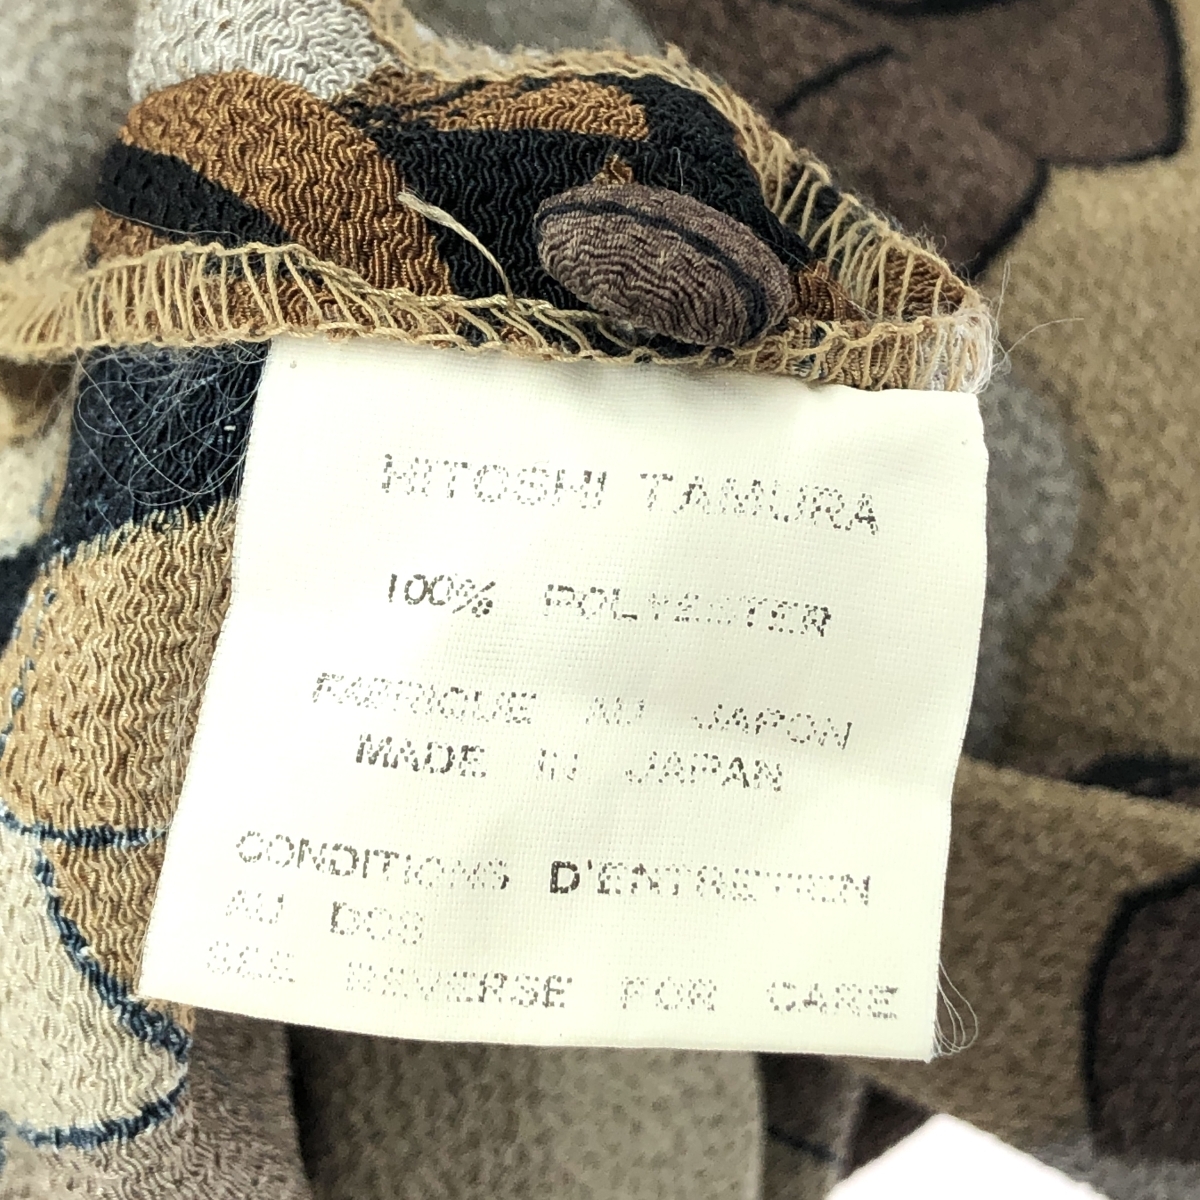 HITOSHI TAMURA
100% POLYESTER
FABRIQUE AU JAPON
MADE IN JAPAN
CONDITIONS D'ENTRETIEN
AU DOS
SEE REVERSE FOR CARE